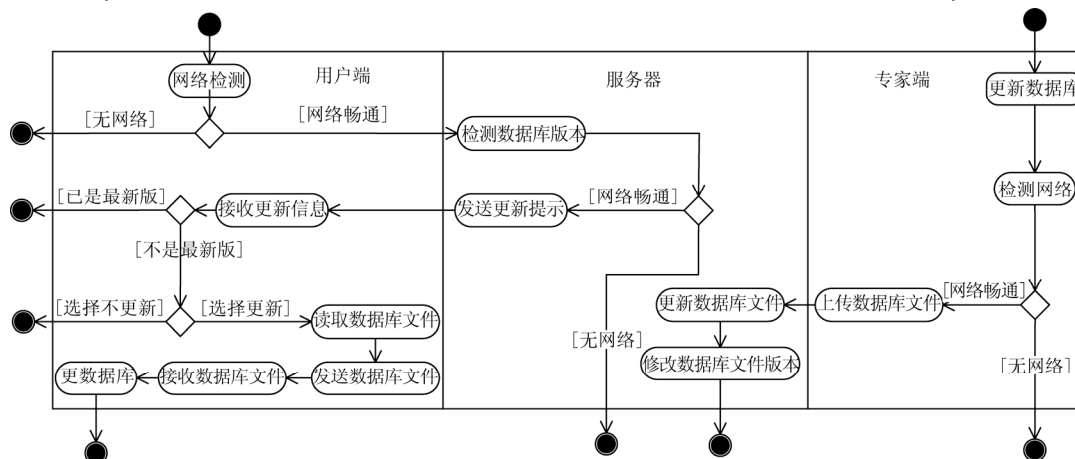 用户端
服务器
专家端
网络检测
更新数据库
[无网络]
[网络畅通]
检测数据库版本
检测网络
[已是最新版]
接收更新信息
发送更新提示
[网络畅通]
[不是最新版]
[选择不更新]
[选择更新]
读取数据库文件
更新数据库文件
上传数据库文件
[网络畅通]
[无网络]
修改数据库文件版本
[无网络]
更数据库
接收数据库文件
发送数据库文件